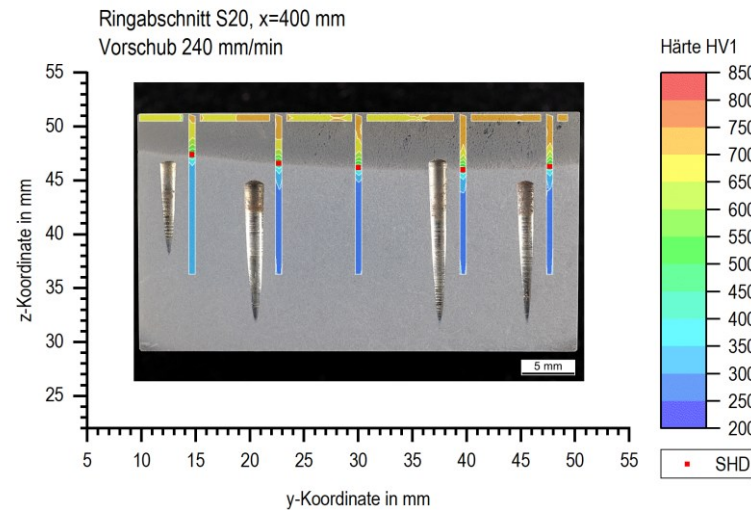 Ringabschnitt S20, x=400 mm
Vorschub 240 mm/min
Härte HV1
55
50
45
40
35
30
25
z-Koordinate in mm
5 mm
5 10 15 20 25 30 35 40 45 50 55
y-Koordinate in mm
850
800
750
700
650
600
550
500
450
400
350
300
250
200
SHD